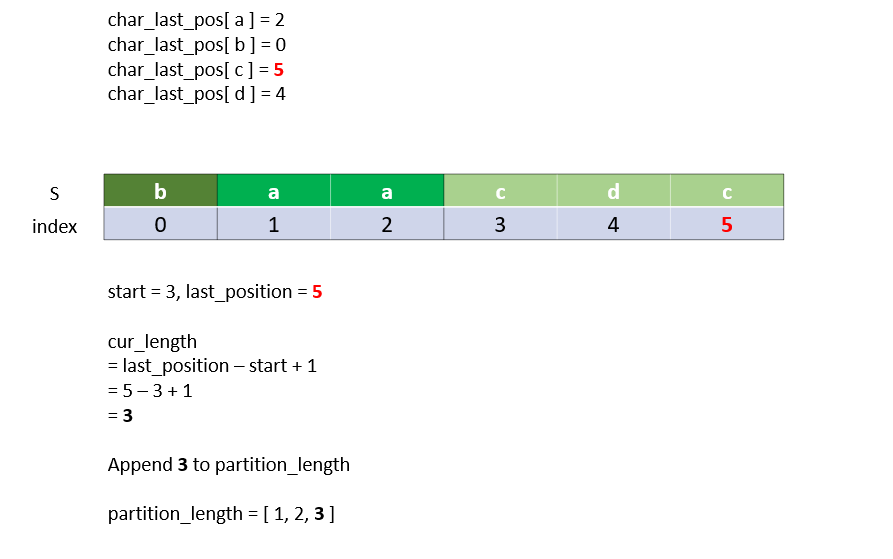 char_last_pos[ a ] = 2
char_last_pos[ b ] = 0
char_last_pos[ c ] = 5
char_last_pos[ d ] = 4
S b a a c d c
index 0 1 2 3 4 5
start = 3, last_position = 5
cur_length
= last_position – start + 1
= 5 – 3 + 1
= 3
Append 3 to partition_length
partition_length = [ 1, 2, 3 ]